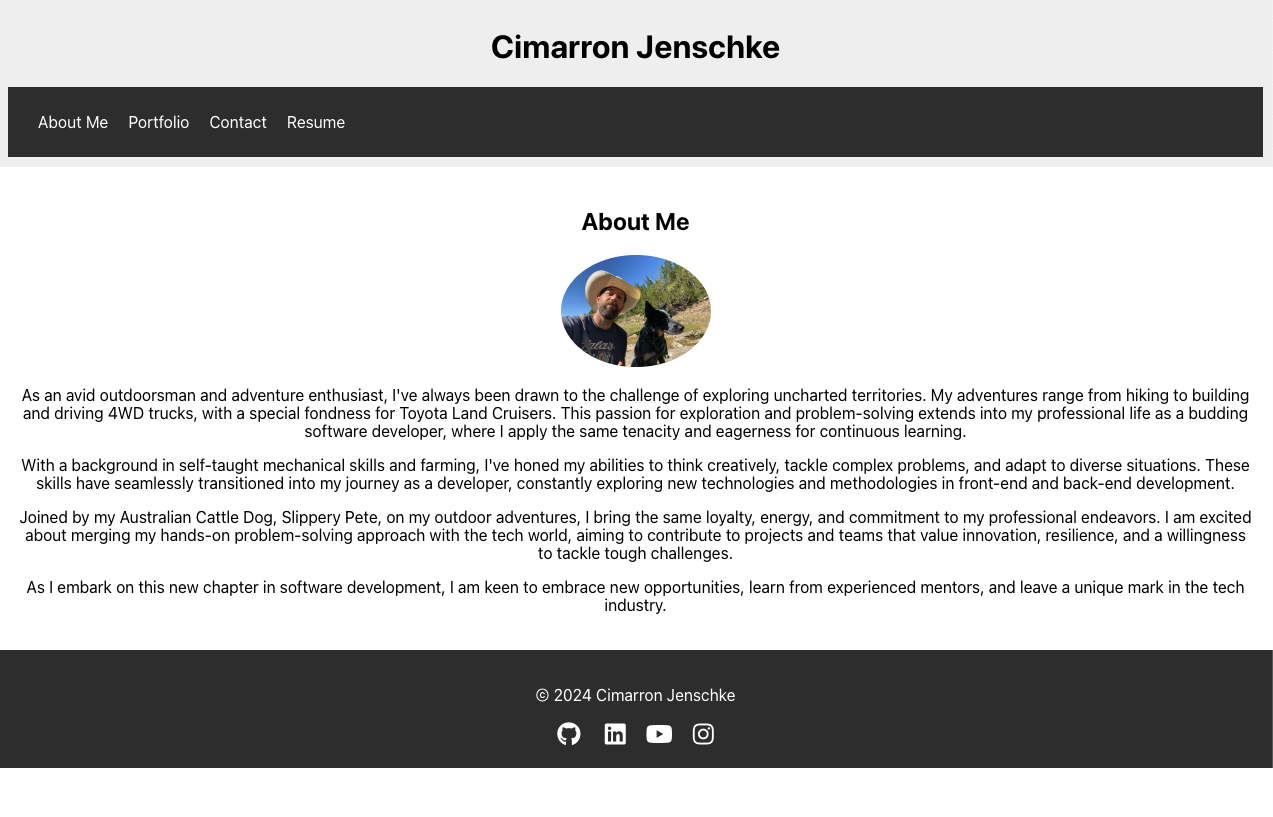 Cimarron Jenschke
About Me Portfolio Contact Resume
About Me
As an avid outdoorsman and adventure enthusiast, I've always been drawn to the challenge of exploring uncharted territories. My adventures range from hiking to building
and driving 4WD trucks, with a special fondness for Toyota Land Cruisers. This passion for exploration and problem-solving extends into my professional life as a budding
software developer, where I apply the same tenacity and eagerness for continuous learning.
With a background in self-taught mechanical skills and farming, I've honed my abilities to think creatively, tackle complex problems, and adapt to diverse situations. These
skills have seamlessly transitioned into my journey as a developer, constantly exploring new technologies and methodologies in front-end and back-end development.
Joined by my Australian Cattle Dog, Slippery Pete, on my outdoor adventures, I bring the same loyalty, energy, and commitment to my professional endeavors. I am excited
about merging my hands-on problem-solving approach with the tech world, aiming to contribute to projects and teams that value innovation, resilience, and a willingness
to tackle tough challenges.
As I embark on this new chapter in software development, I am keen to embrace new opportunities, learn from experienced mentors, and leave a unique mark in the tech
industry.
© 2024 Cimarron Jenschke